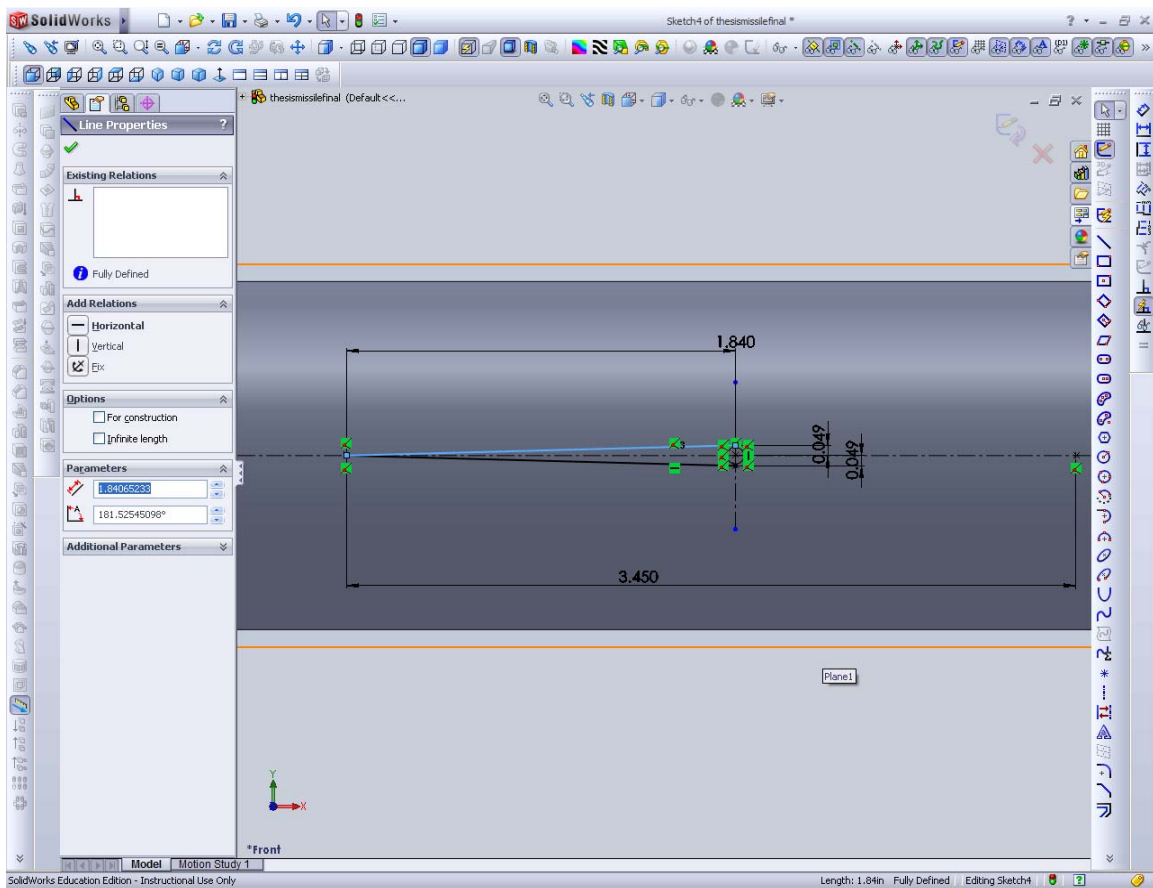 SolidWorks
Sketch4 of thesismissilefinal *
thesismissilefinal (Default<<...
Line Properties
?
Existing Relations
Fully Defined
Add Relations
Horizontal
Vertical
Fix
Options
For construction
Infinite length
Parameters
1.84065233
181.52545098°
Additional Parameters
1.840
0.049
0.049
3.450
Plane1
Y
X
*Front
Model
Motion Study 1
SolidWorks Education Edition - Instructional Use Only
Length: 1.84in
Fully Defined
Editing Sketch4